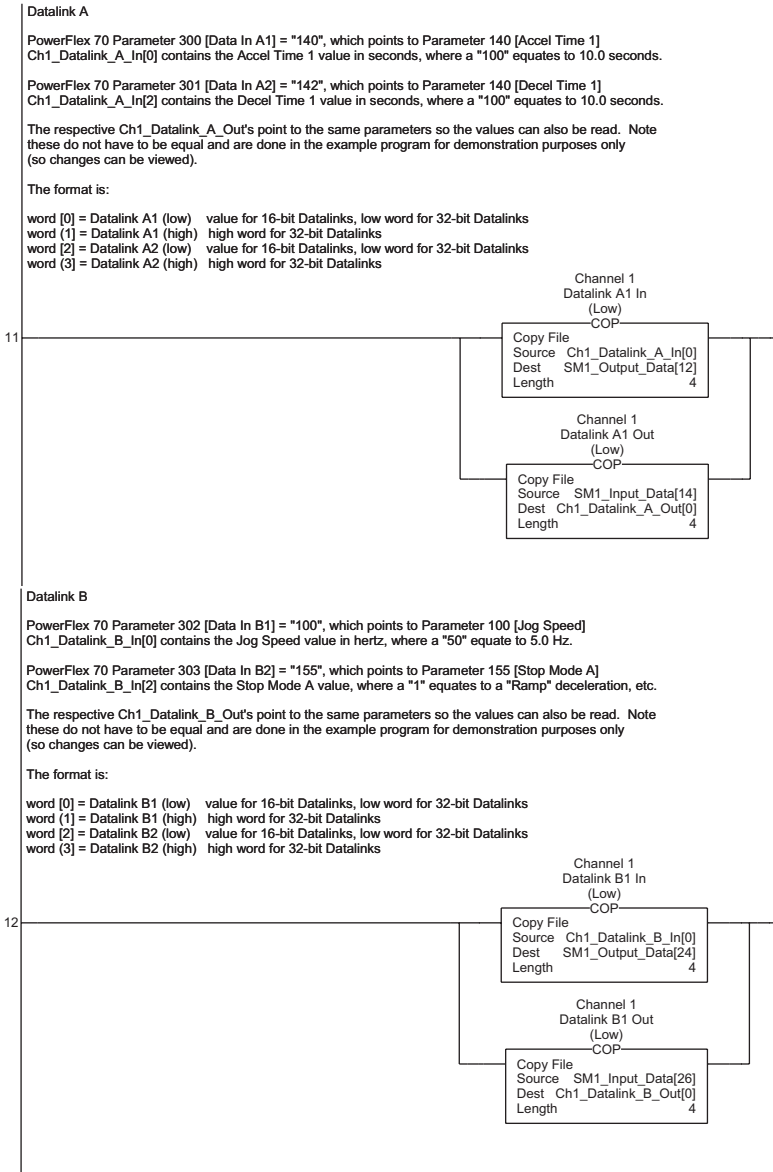 Datalink A
PowerFlex 70 Parameter 300 [Data In A1] = "140", which points to Parameter 140 [Accel Time 1]
Ch1_Datalink_A_In[0] contains the Accel Time 1 value in seconds, where a "100" equates to 10.0 seconds.
PowerFlex 70 Parameter 301 [Data In A2] = "142", which points to Parameter 140 [Decel Time 1]
Ch1_Datalink_A_In[2] contains the Decel Time 1 value in seconds, where a "100" equates to 10.0 seconds.
The respective Ch1_Datalink_A_Out's point to the same parameters so the values can also be read.  Note
these do not have to be equal and are done in the example program for demonstration purposes only
(so changes can be viewed).
The format is:
word [0] = Datalink A1 (low)    value for 16-bit Datalinks, low word for 32-bit Datalinks
word (1] = Datalink A1 (high)   high word for 32-bit Datalinks
word [2] = Datalink A2 (low)    value for 16-bit Datalinks, low word for 32-bit Datalinks
word (3] = Datalink A2 (high)   high word for 32-bit Datalinks
Channel 1
Datalink A1 In
(Low)
COP
11
Copy File
Source Ch1_Datalink_A_In[0]
Dest SM1_Output_Data[12]
Length 4
Channel 1
Datalink A1 Out
(Low)
COP
Copy File
Source SM1_Input_Data[14]
Dest Ch1_Datalink_A_Out[0]
Length 4
Datalink B
PowerFlex 70 Parameter 302 [Data In B1] = "100", which points to Parameter 100 [Jog Speed]
Ch1_Datalink_B_In[0] contains the Jog Speed value in hertz, where a "50" equate to 5.0 Hz.
PowerFlex 70 Parameter 303 [Data In B2] = "155", which points to Parameter 155 [Stop Mode A]
Ch1_Datalink_B_In[2] contains the Stop Mode A value, where a "1" equates to a "Ramp" deceleration, etc.
The respective Ch1_Datalink_B_Out's point to the same parameters so the values can also be read.  Note
these do not have to be equal and are done in the example program for demonstration purposes only
(so changes can be viewed).
The format is:
word [0] = Datalink B1 (low)    value for 16-bit Datalinks, low word for 32-bit Datalinks
word (1] = Datalink B1 (high)   high word for 32-bit Datalinks
word [2] = Datalink B2 (low)    value for 16-bit Datalinks, low word for 32-bit Datalinks
word (3] = Datalink B2 (high)   high word for 32-bit Datalinks
Channel 1
Datalink B1 In
(Low)
COP
12
Copy File
Source Ch1_Datalink_B_In[0]
Dest SM1_Output_Data[24]
Length 4
Channel 1
Datalink B1 Out
(Low)
COP
Copy File
Source SM1_Input_Data[26]
Dest Ch1_Datalink_B_Out[0]
Length 4